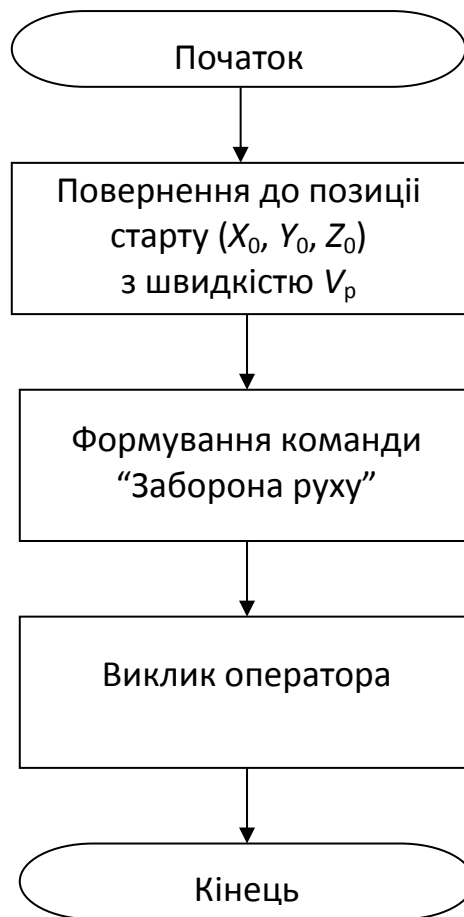 Початок
Повернення до позиції
старту (X₀, Y₀, Z₀)
з швидкістю Vₚ
Формування команди
“Заборона руху”
Виклик оператора
Кінець